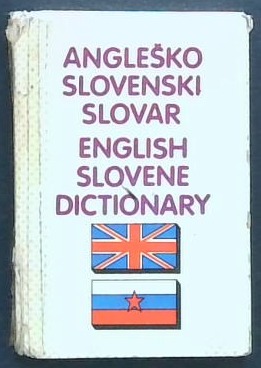 ANGLEŠKO
SLOVENSKI
SLOVAR
ENGLISH
SLOVENE
DICTIONARY